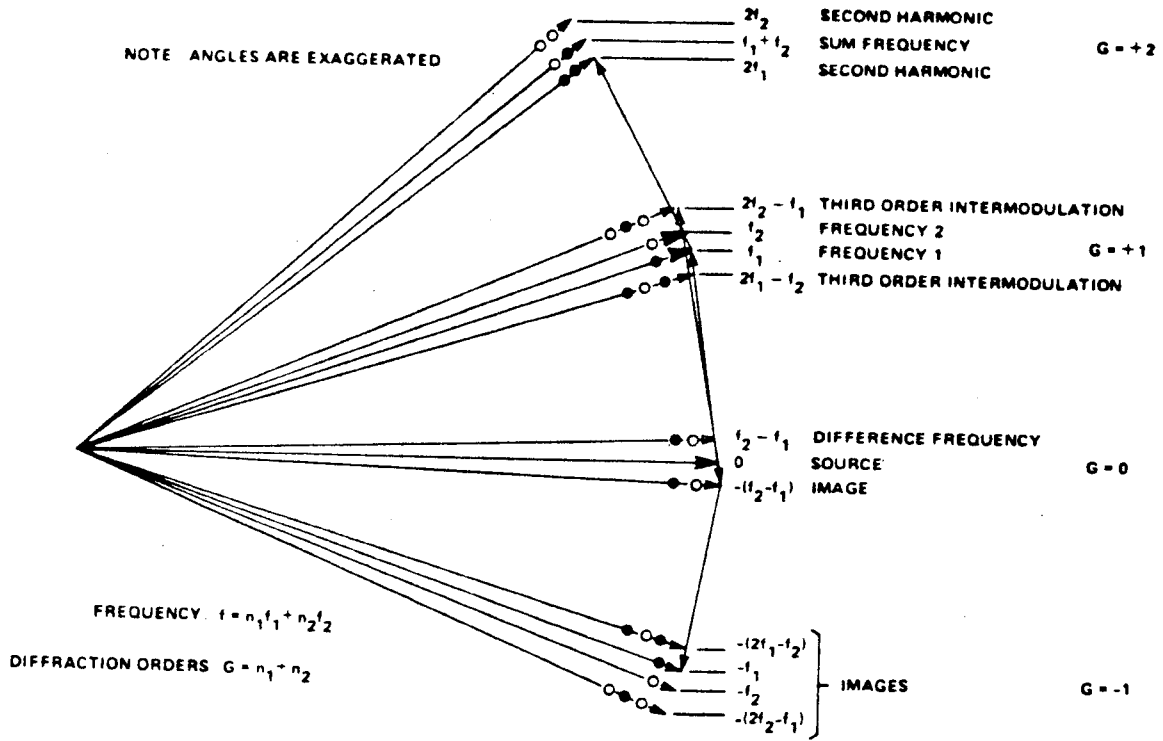 2f2 SECOND HARMONIC
f1 + f2 SUM FREQUENCY G = +2
NOTE ANGLES ARE EXAGGERATED
2f1 SECOND HARMONIC
2f2 − f1 THIRD ORDER INTERMODULATION
f2 FREQUENCY 2
f1 FREQUENCY 1 G = +1
2f1 − f2 THIRD ORDER INTERMODULATION
f2 − f1 DIFFERENCE FREQUENCY
0 SOURCE G = 0
-(f2-f1) IMAGE
FREQUENCY. f = n1f1 + n2f2
DIFFRACTION ORDERS G = n1 + n2
-(2f1-f2)
-f1
IMAGES G = -1
-f2
-(2f2-f1)